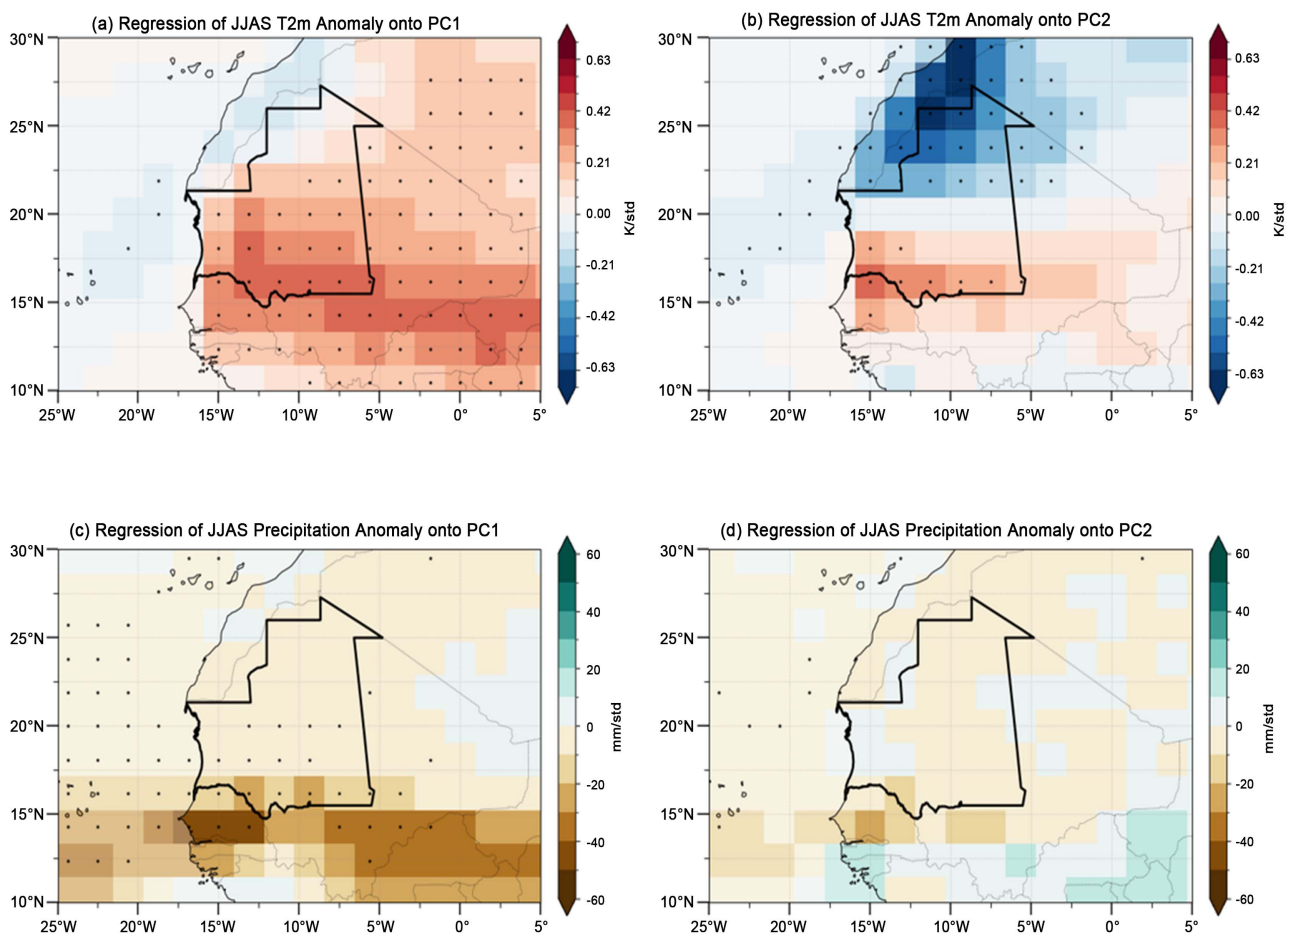 (a) Regression of JJAS T2m Anomaly onto PC1
30°N
25°N
20°N
15°N
10°N
25°W
20°W
15°W
10°W
5°W
0°
5°
0.63
0.42
0.21
0.00
-0.21
-0.42
-0.63
K/std
(b) Regression of JJAS T2m Anomaly onto PC2
30°N
25°N
20°N
15°N
10°N
25°W
20°W
15°W
10°W
5°W
0°
5°
0.63
0.42
0.21
0.00
-0.21
-0.42
-0.63
K/std
(c) Regression of JJAS Precipitation Anomaly onto PC1
30°N
25°N
20°N
15°N
10°N
25°W
20°W
15°W
10°W
5°W
0°
5°
60
40
20
0
-20
-40
-60
mm/std
(d) Regression of JJAS Precipitation Anomaly onto PC2
30°N
25°N
20°N
15°N
10°N
25°W
20°W
15°W
10°W
5°W
0°
5°
60
40
20
0
-20
-40
-60
mm/std